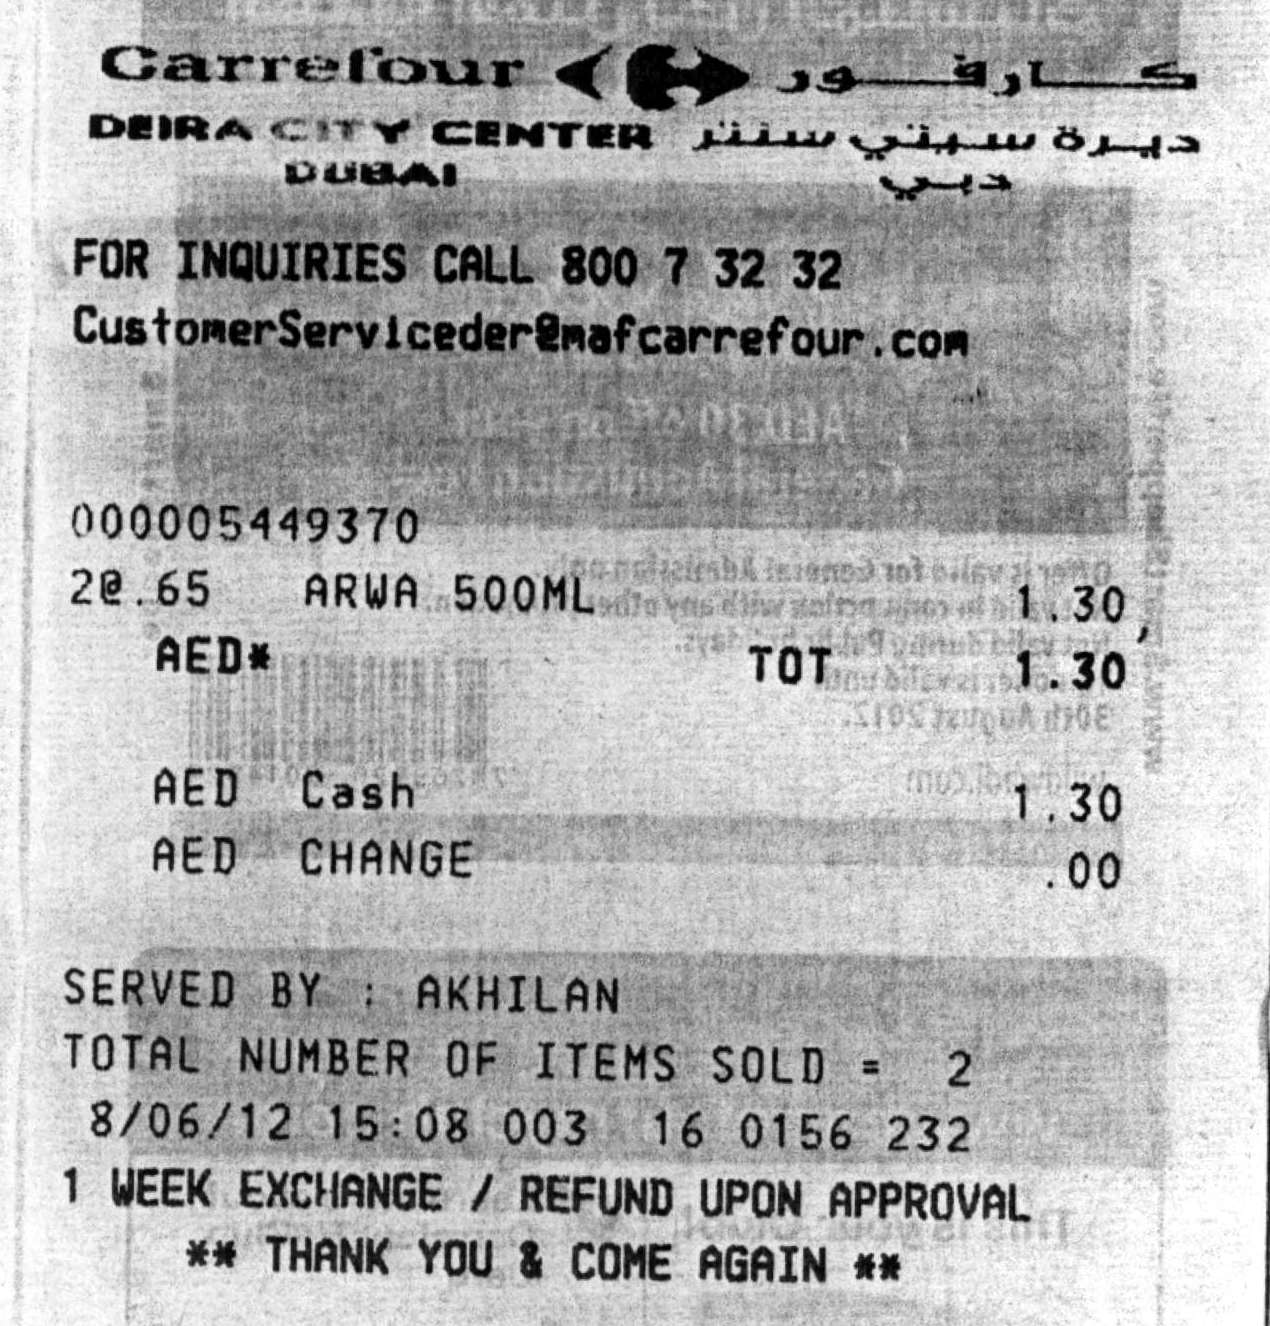 Carrefour كارفور
DEIRA CITY CENTER ديرة سيتي سنتر
DUBAI دبي
FOR INQUIRIES CALL 800 7 32 32
CustomerServiceder@mafcarrefour.com
000005449370
2@.65 ARWA 500ML 1.30
AED* TOT 1.30
AED Cash 1.30
AED CHANGE .00
SERVED BY : AKHILAN
TOTAL NUMBER OF ITEMS SOLD = 2
8/06/12 15:08 003 16 0156 232
1 WEEK EXCHANGE / REFUND UPON APPROVAL
** THANK YOU & COME AGAIN **